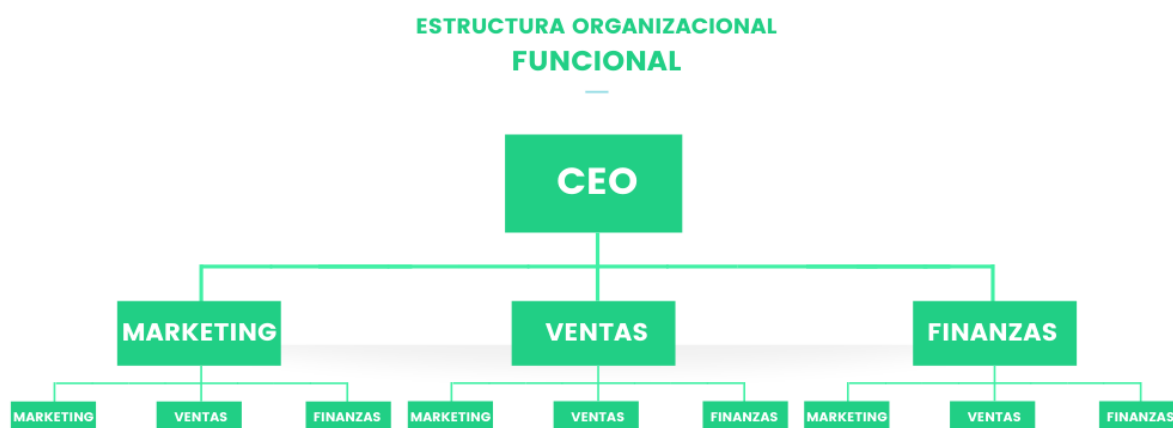 ESTRUCTURA ORGANIZACIONAL
FUNCIONAL
CEO
MARKETING
VENTAS
FINANZAS
MARKETING
VENTAS
FINANZAS
MARKETING
VENTAS
FINANZAS
MARKETING
VENTAS
FINANZAS